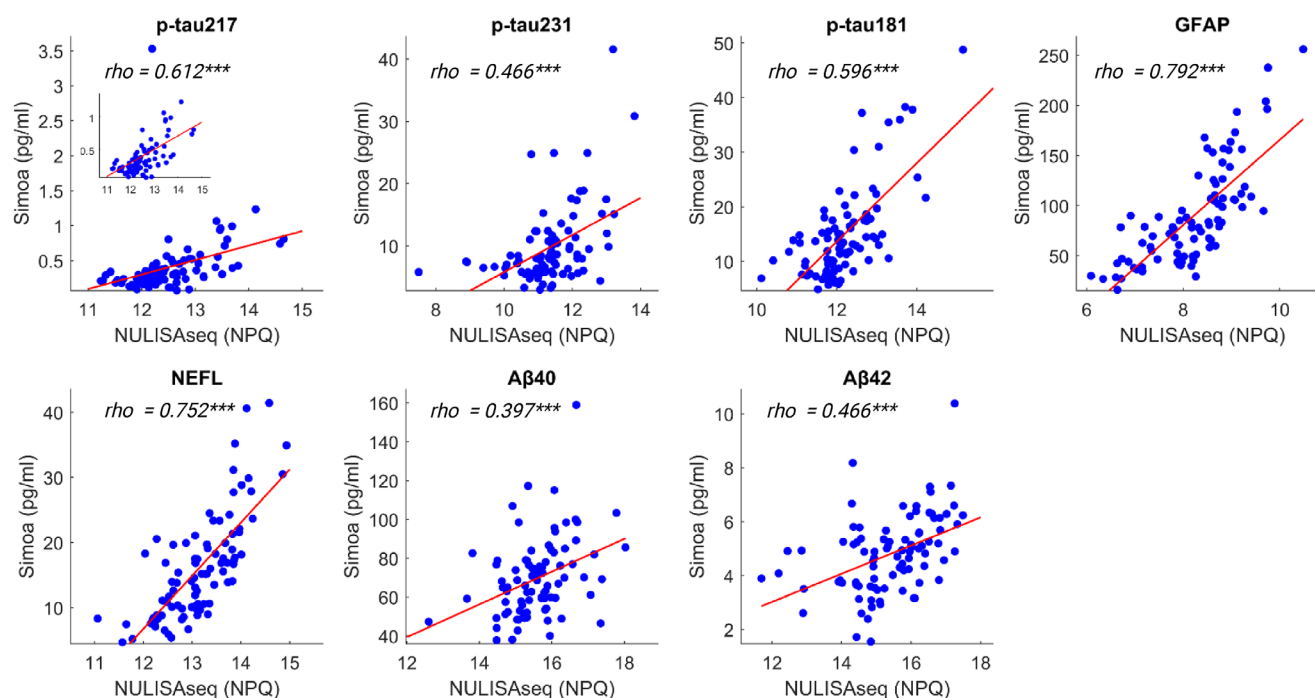 p-tau217
p-tau231
p-tau181
GFAP
rho = 0.612***
rho = 0.466***
rho = 0.596***
rho = 0.792***
Simoa (pg/ml)
3.5
3
2.5
2
1.5
1
0.5
1
0.5
11 12 13 14 15
11 12 13 14 15
NULISAseq (NPQ)
Simoa (pg/ml)
40
30
20
10
8 10 12 14
NULISAseq (NPQ)
Simoa (pg/ml)
50
40
30
20
10
10 12 14
NULISAseq (NPQ)
Simoa (pg/ml)
250
200
150
100
50
6 8 10
NULISAseq (NPQ)
NEFL
Aβ40
Aβ42
rho = 0.752***
rho = 0.397***
rho = 0.466***
Simoa (pg/ml)
40
30
20
10
11 12 13 14 15
NULISAseq (NPQ)
Simoa (pg/ml)
160
140
120
100
80
60
40
12 14 16 18
NULISAseq (NPQ)
Simoa (pg/ml)
10
8
6
4
2
12 14 16 18
NULISAseq (NPQ)